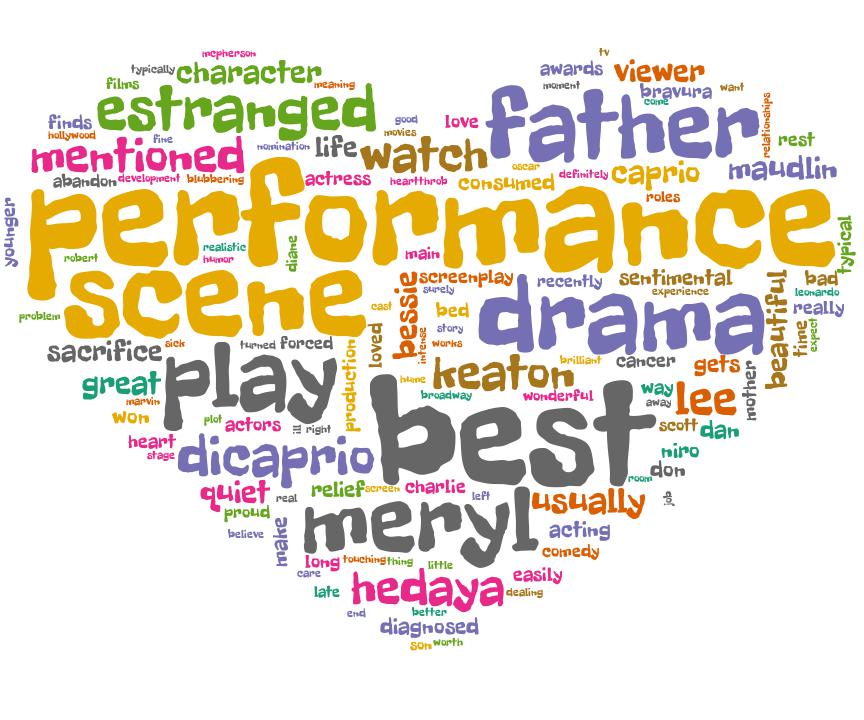 mcpherson
tv
typically
character
films
meaning
awards
viewer
moment
bravura
want
come
estranged
father
finds
hollywood
fine
good
movies
love
relationships
rest
mentioned
nomination
life
watch
maudlin
abandon
development
blubbering
actress
heartthrob
oscar
consumed
definitely
caprio
roles
younger
performance
typical
robert
realistic
humor
diane
main
scene
bessie
screenplay
surely
recently
sentimental
experience
beautiful
bad
leonardo
really
problem
cast
bed
drama
time
expect
story
intense
works
sacrifice
sick
turned
forced
loved
production
play
great
marvin
hume
keaton
brilliant
cancer
gets
mother
broadway
wonderful
way
away
lee
won
plot
actors
ill
right
best
scott
dan
heart
stage
dicaprio
niro
don
room
quiet
real
relief
screen
charlie
left
usually
job
proud
believe
make
meryl
acting
comedy
long
touching
thing
little
care
late
hedaya
easily
dealing
end
better
diagnosed
son
worth